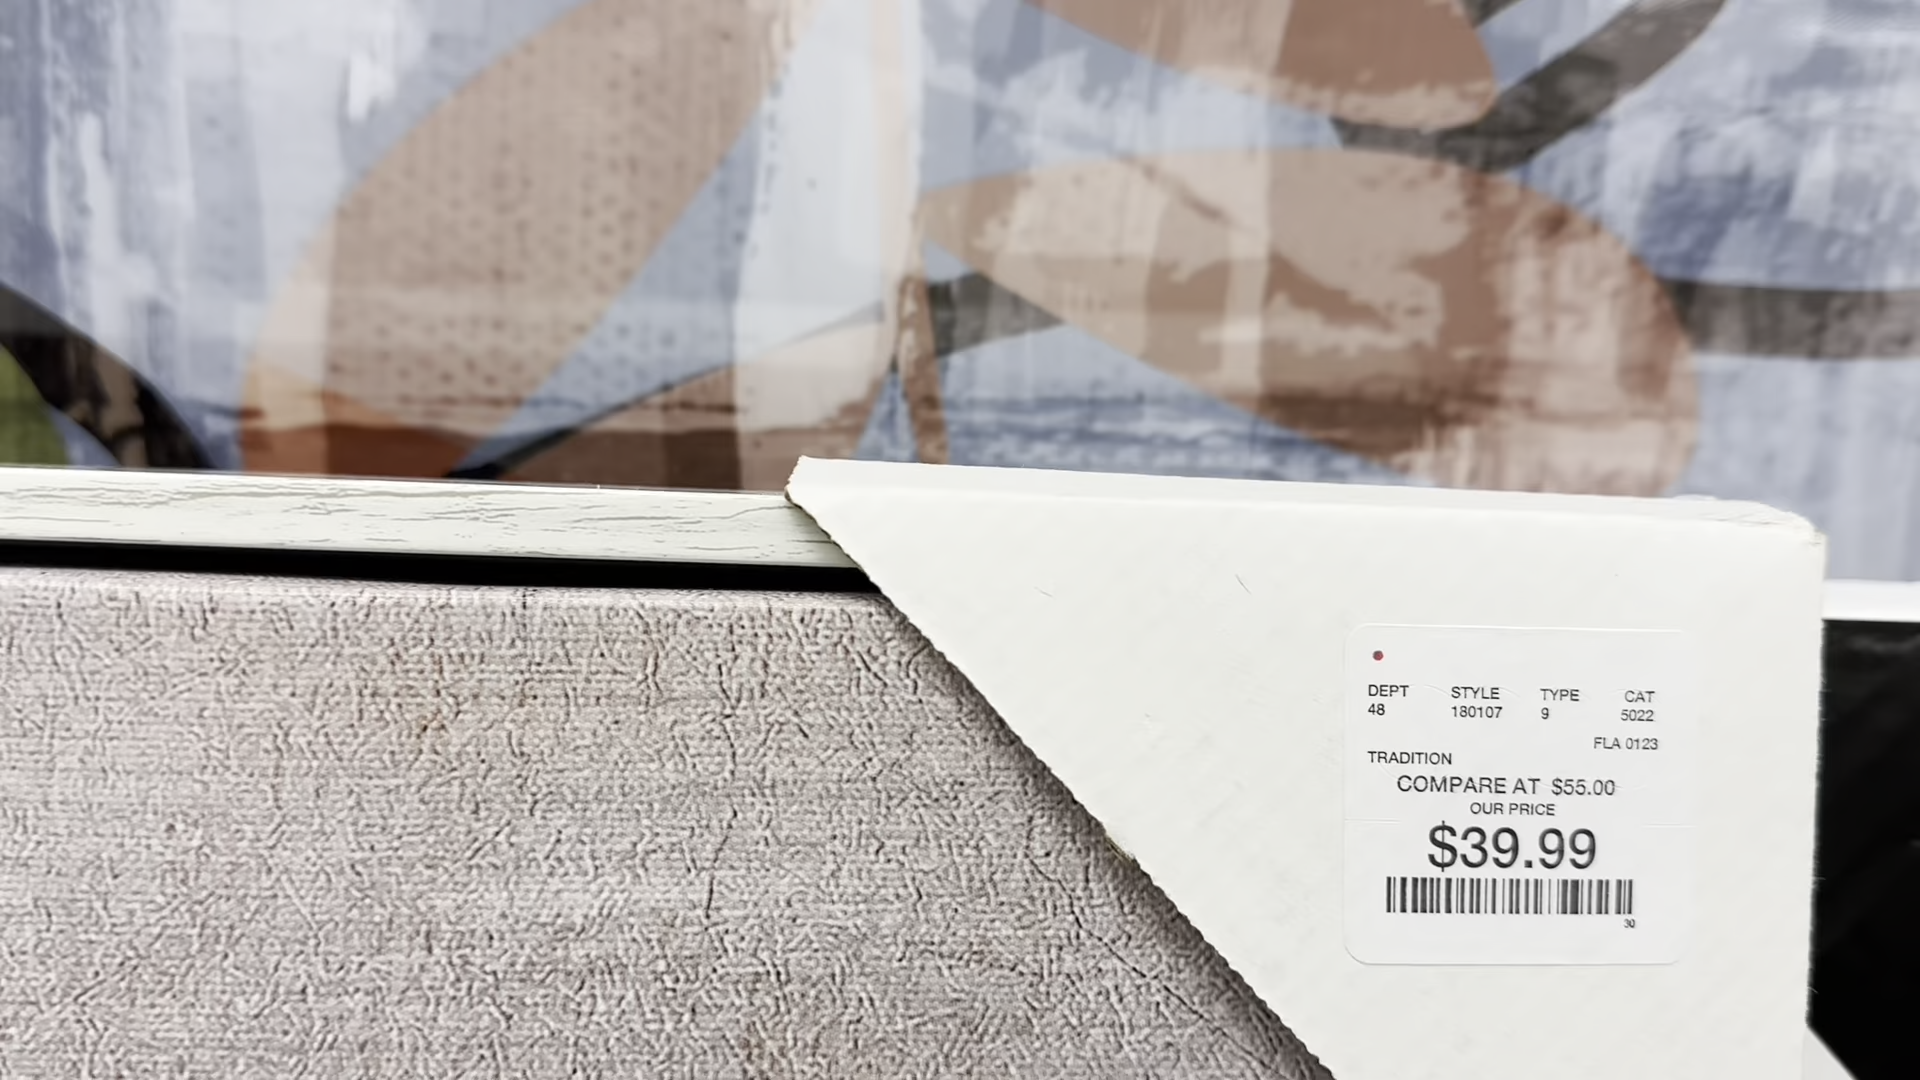 DEPT STYLE TYPE CAT
48 180107 9 5022
FLA 0123
TRADITION
COMPARE AT $55.00
OUR PRICE
$39.99
30